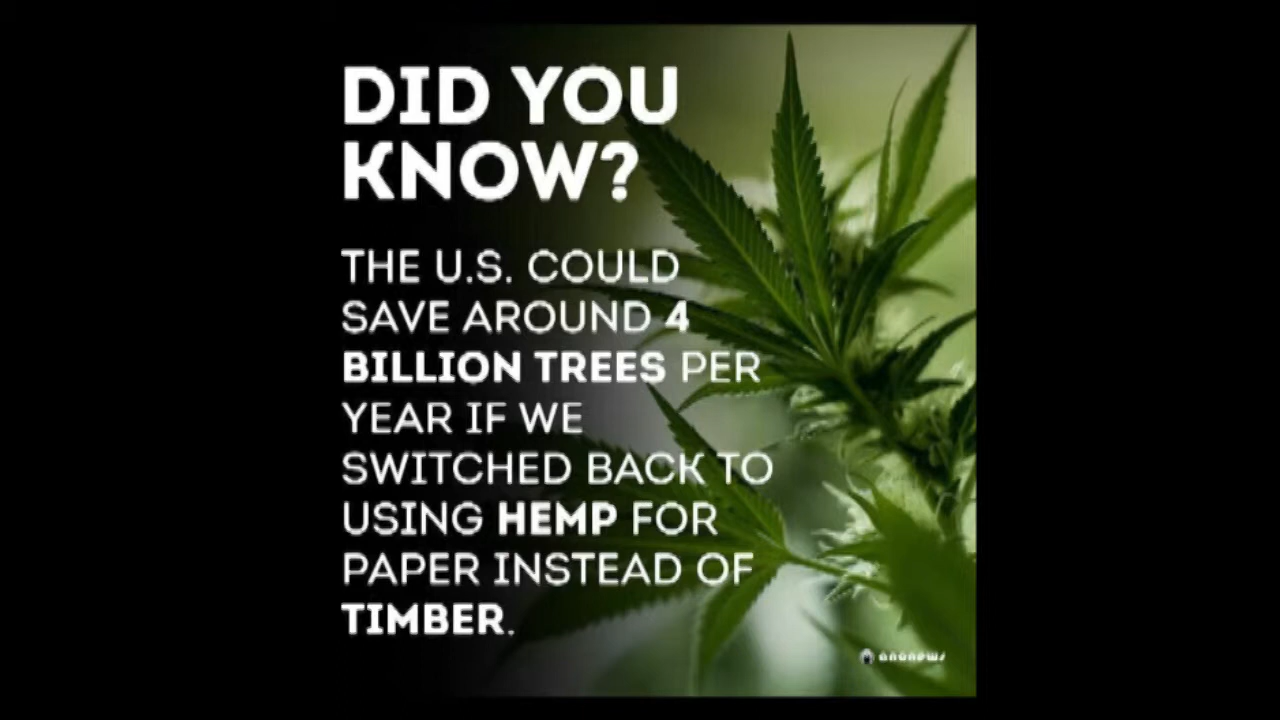 DID YOU
KNOW?
THE U.S. COULD
SAVE AROUND 4
BILLION TREES PER
YEAR IF WE
SWITCHED BACK TO
USING HEMP FOR
PAPER INSTEAD OF
TIMBER.